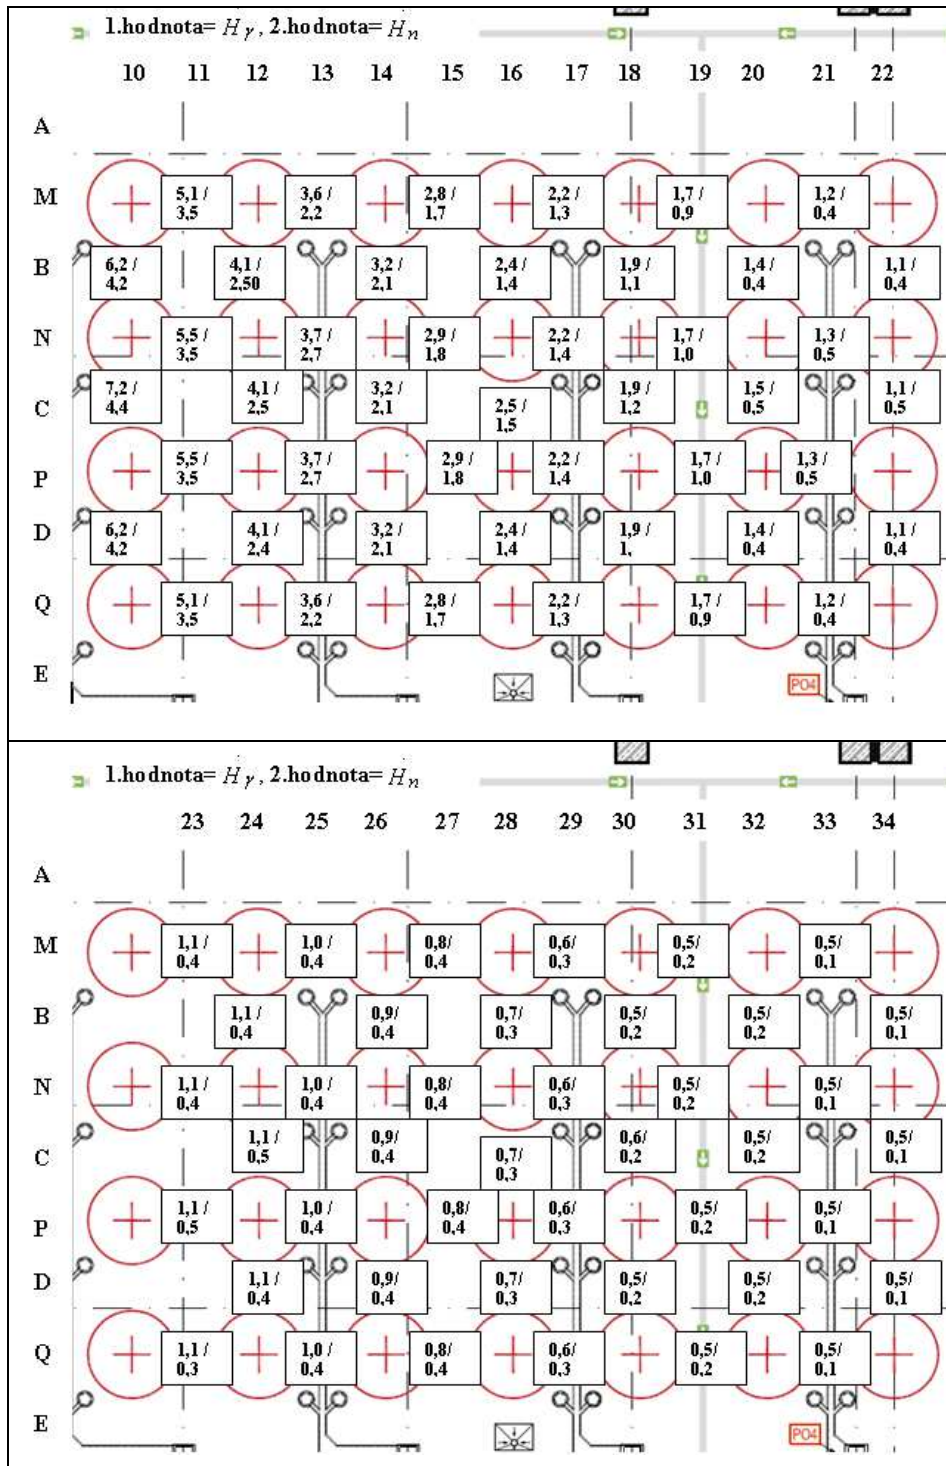 1.hodnota= Ḣγ , 2.hodnota= Ḣn
10 11 12 13 14 15 16 17 18 19 20 21 22
A
M 5,1 / 3,6 / 2,8 / 2,2 / 1,7 / 1,2 /
3,5 2,2 1,7 1,3 0,9 0,4
B 6,2 / 4,1 / 3,2 / 2,4 / 1,9 / 1,4 / 1,1 /
4,2 2,50 2,1 1,4 1,1 0,4 0,4
N 5,5 / 3,7 / 2,9 / 2,2 / 1,7 / 1,3 /
3,5 2,7 1,8 1,4 1,0 0,5
C 7,2 / 4,1 / 3,2 / 2,5 / 1,9 / 1,5 / 1,1 /
4,4 2,5 2,1 1,5 1,2 0,5 0,5
P 5,5 / 3,7 / 2,9 / 2,2 / 1,7 / 1,3 /
3,5 2,7 1,8 1,4 1,0 0,5
D 6,2 / 4,1 / 3,2 / 2,4 / 1,9 / 1,4 / 1,1 /
4,2 2,4 2,1 1,4 1, 0,4 0,4
Q 5,1 / 3,6 / 2,8 / 2,2 / 1,7 / 1,2 /
3,5 2,2 1,7 1,3 0,9 0,4
E PO4
1.hodnota= Ḣγ , 2.hodnota= Ḣn
23 24 25 26 27 28 29 30 31 32 33 34
A
M 1,1 / 1,0 / 0,8/ 0,6/ 0,5/ 0,5/
0,4 0,4 0,4 0,3 0,2 0,1
B 1,1 / 0,9/ 0,7/ 0,5/ 0,5/ 0,5/
0,4 0,4 0,3 0,2 0,2 0,1
N 1,1 / 1,0 / 0,8/ 0,6/ 0,5/ 0,5/
0,4 0,4 0,4 0,3 0,2 0,1
C 1,1 / 0,9/ 0,7/ 0,6/ 0,5/ 0,5/
0,5 0,4 0,3 0,2 0,2 0,1
P 1,1 / 1,0 / 0,8/ 0,6/ 0,5/ 0,5/
0,5 0,4 0,4 0,3 0,2 0,1
D 1,1 / 0,9/ 0,7/ 0,5/ 0,5/ 0,5/
0,4 0,4 0,3 0,2 0,2 0,1
Q 1,1 / 1,0 / 0,8/ 0,6/ 0,5/ 0,5/
0,3 0,4 0,4 0,3 0,2 0,1
E PO4